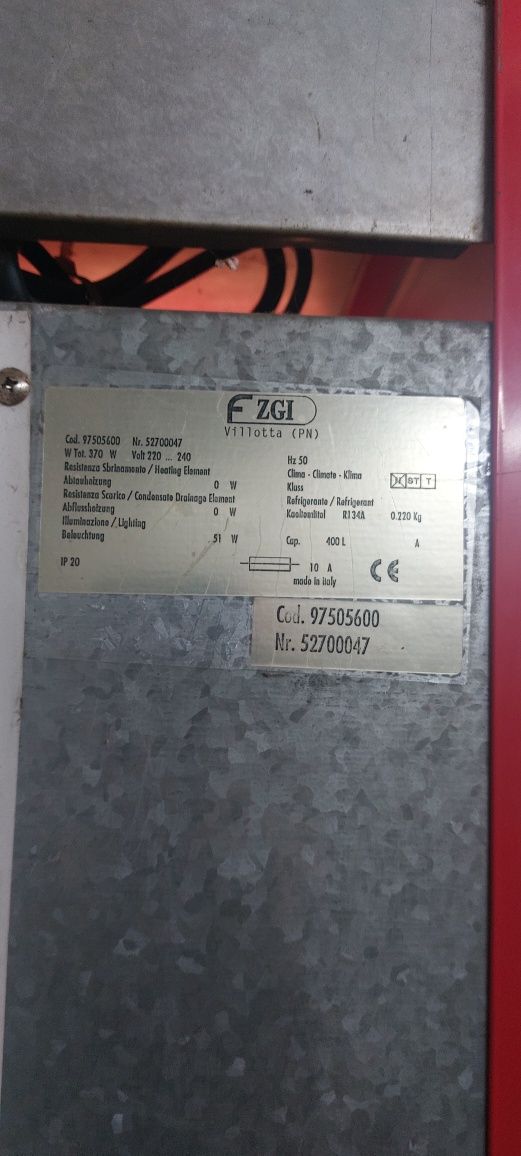 F ZGI
Villotta (PN)
Cod. 97505600 Nr. 52700047
W Tot. 370 W Volt 220 ... 240
Hz 50
Resistenza Sbrinamento / Heating Element
Abtauheizung 0 W
Clima - Climate - Klima
Klass N ST T
Resistenza Scarico / Condensate Drainage Element
Abflussheizung 0 W
Refrigerante / Refrigerant
R134A 0.220 Kg
Illuminazione / Lighting
Beleuchtung 51 W
Cap. 400 L A
IP 20
10 A
made in italy
CE
Cod. 97505600
Nr. 52700047